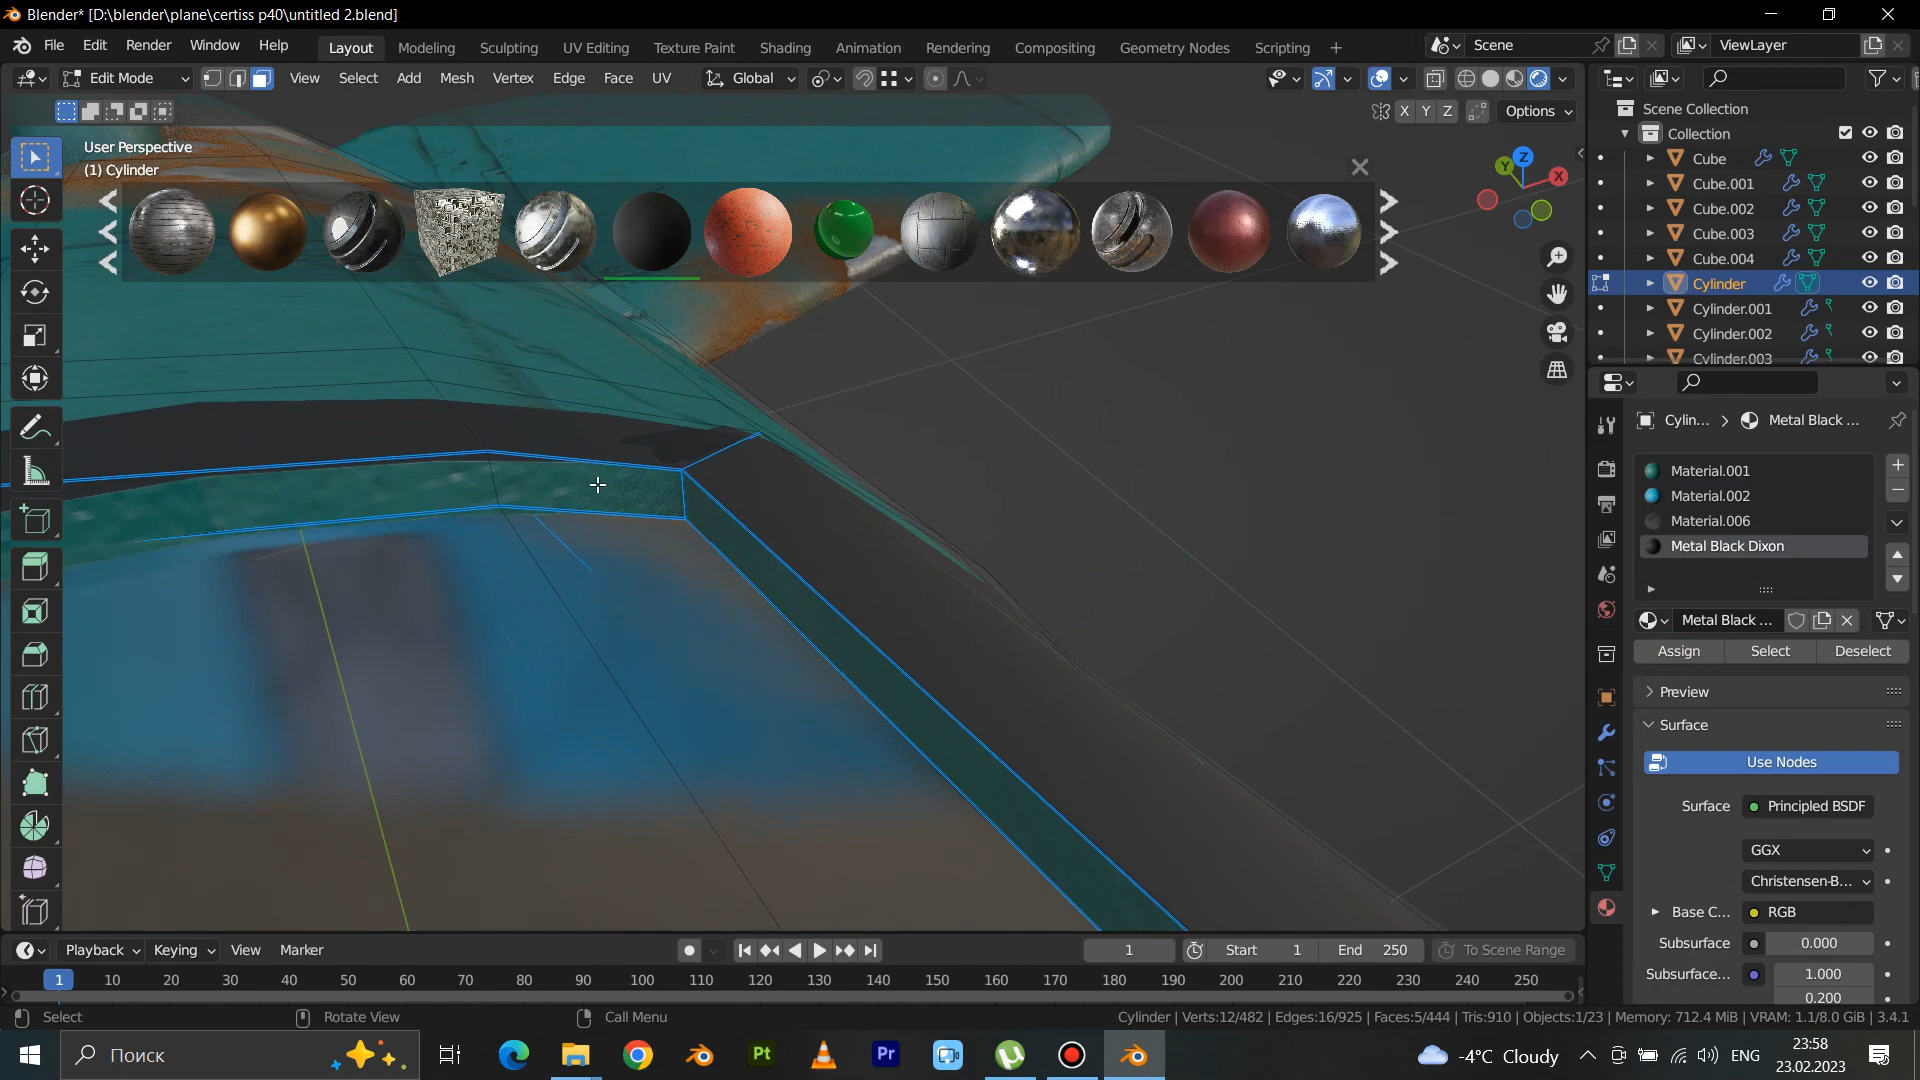 Blender* [D:\blender\plane\certiss p40\untitled 2.blend]
File Edit Render Window Help Layout Modeling Sculpting UV Editing Texture Paint Shading Animation Rendering Compositing Geometry Nodes Scripting + Scene ViewLayer
Edit Mode View Select Add Mesh Vertex Edge Face UV Global
X Y Z Options
User Perspective
(1) Cylinder
Z
Y
X
Scene Collection
Collection
Cube
Cube.001
Cube.002
Cube.003
Cube.004
Cylinder
Cylinder.001
Cylinder.002
Cylinder.003
Cylin... Metal Black ...
Material.001
Material.002
Material.006
Metal Black Dixon
Metal Black ...
Assign Select Deselect
Preview
Surface
Use Nodes
Surface Principled BSDF
GGX
Christensen-B...
Base C... RGB
Subsurface 0.000
Subsurface... 1.000
0.200
Playback Keying View Marker 1 Start 1 End 250 To Scene Range
1 10 20 30 40 50 60 70 80 90 100 110 120 130 140 150 160 170 180 190 200 210 220 230 240 250
Select Rotate View Call Menu Cylinder | Verts:12/482 | Edges:16/925 | Faces:5/444 | Tris:910 | Objects:1/23 | Memory: 712.4 MiB | VRAM: 1.1/8.0 GiB | 3.4.1
Поиск Pt Pr -4°C Cloudy ENG 23:58
23.02.2023